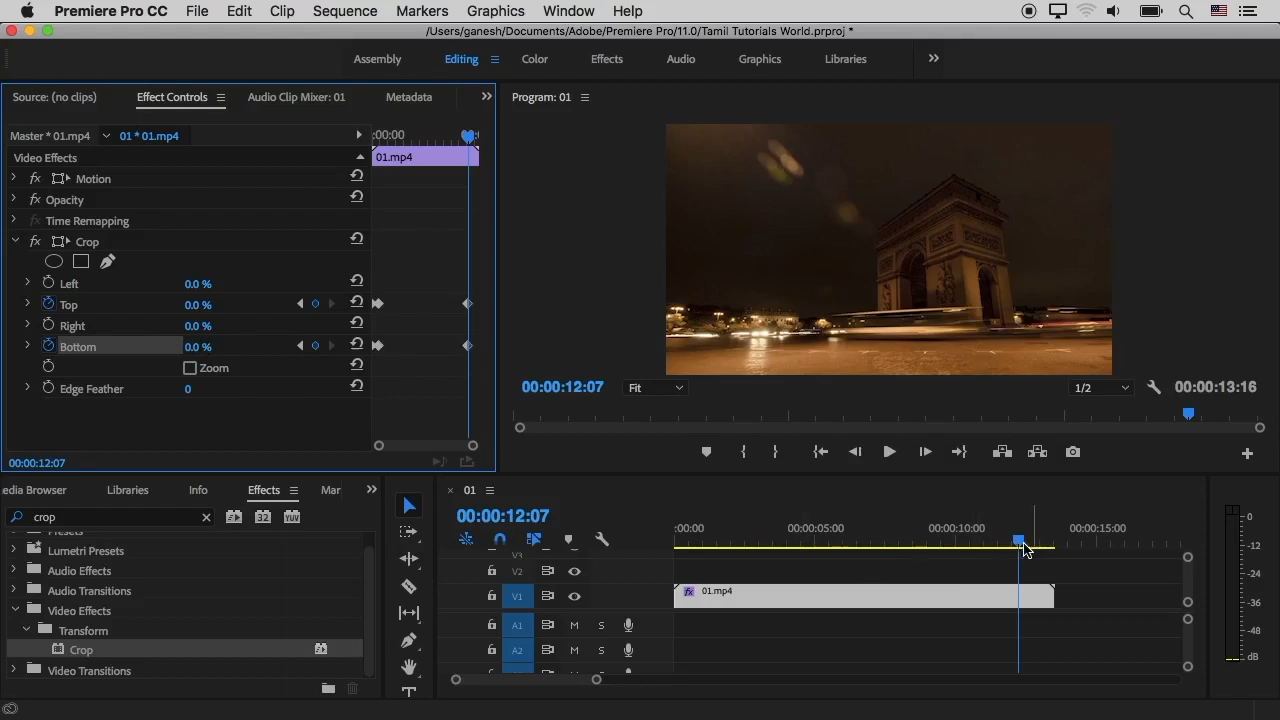 Premiere Pro CC File Edit Clip Sequence Markers Graphics Window Help
/Users/ganesh/Documents/Adobe/Premiere Pro/11.0/Tamil Tutorials World.prproj *
Assembly Editing Color Effects Audio Graphics Libraries
Source: (no clips) Effect Controls Audio Clip Mixer: 01 Metadata
Program: 01
Master * 01.mp4 01 * 01.mp4
:00:00
Video Effects
01.mp4
fx Motion
fx Opacity
fx Time Remapping
fx Crop
Left 0.0 %
Top 0.0 %
Right 0.0 %
Bottom 0.0 %
Zoom
Edge Feather 0
00:00:12:07
00:00:12:07 Fit 1/2 00:00:13:16
edia Browser Libraries Info Effects Mar
crop
32 YUV
Presets
Lumetri Presets
Audio Effects
Audio Transitions
Video Effects
Transform
Crop
Video Transitions
01
00:00:12:07
:00:00 00:00:05:00 00:00:10:00 00:00:15:00
V3
V2
V1 fx 01.mp4
A1 M S
A2 M S
0
-12
-24
-36
-48
dB